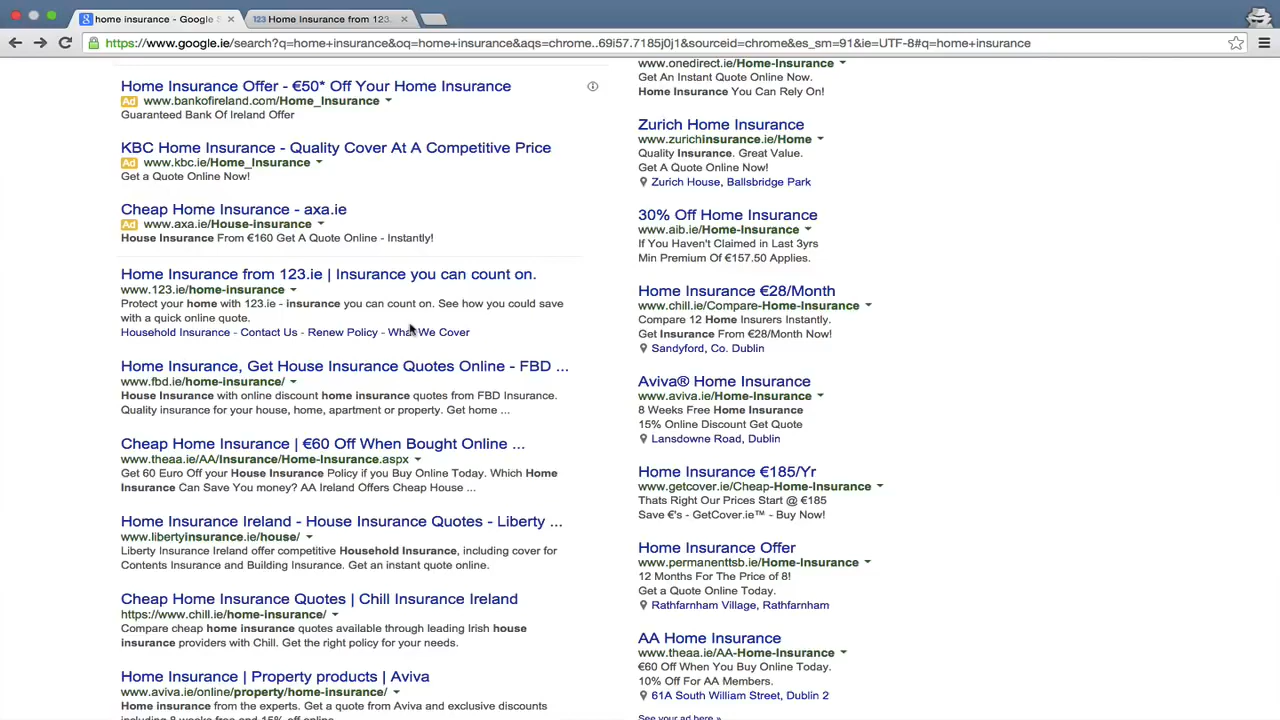 home insurance - Google S
123 Home Insurance from 123.
https://www.google.ie/search?q=home+insurance&oq=home+insurance&aqs=chrome..69i57.7185j0j1&sourceid=chrome&es_sm=91&ie=UTF-8#q=home+insurance
Home Insurance Offer - €50* Off Your Home Insurance
Ad www.bankofireland.com/Home_Insurance
Guaranteed Bank Of Ireland Offer
KBC Home Insurance - Quality Cover At A Competitive Price
Ad www.kbc.ie/Home_Insurance
Get a Quote Online Now!
Cheap Home Insurance - axa.ie
Ad www.axa.ie/House-insurance
House Insurance From €160 Get A Quote Online - Instantly!
Home Insurance from 123.ie | Insurance you can count on.
www.123.ie/home-insurance
Protect your home with 123.ie - insurance you can count on. See how you could save
with a quick online quote.
Household Insurance - Contact Us - Renew Policy - What We Cover
Home Insurance, Get House Insurance Quotes Online - FBD ...
www.fbd.ie/home-insurance/
House Insurance with online discount home insurance quotes from FBD Insurance.
Quality insurance for your house, home, apartment or property. Get home ...
Cheap Home Insurance | €60 Off When Bought Online ...
www.theaa.ie/AA/Insurance/Home-Insurance.aspx
Get 60 Euro Off your House Insurance Policy if you Buy Online Today. Which Home
Insurance Can Save You money? AA Ireland Offers Cheap House ...
Home Insurance Ireland - House Insurance Quotes - Liberty ...
www.libertyinsurance.ie/house/
Liberty Insurance Ireland offer competitive Household Insurance, including cover for
Contents Insurance and Building Insurance. Get an instant quote online.
Cheap Home Insurance Quotes | Chill Insurance Ireland
https://www.chill.ie/home-insurance/
Compare cheap home insurance quotes available through leading Irish house
insurance providers with Chill. Get the right policy for your needs.
Home Insurance | Property products | Aviva
www.aviva.ie/online/property/home-insurance/
Home insurance from the experts. Get a quote from Aviva and exclusive discounts
including 8 weeks free and 15% off online.
www.onedirect.ie/Home-Insurance
Get An Instant Quote Online Now.
Home Insurance You Can Rely On!
Zurich Home Insurance
www.zurichinsurance.ie/Home
Quality Insurance. Great Value.
Get A Quote Online Now!
Zurich House, Ballsbridge Park
30% Off Home Insurance
www.aib.ie/Home-Insurance
If You Haven't Claimed in Last 3yrs
Min Premium Of €157.50 Applies.
Home Insurance €28/Month
www.chill.ie/Compare-Home-Insurance
Compare 12 Home Insurers Instantly.
Get Insurance From €28/Month Now!
Sandyford, Co. Dublin
Aviva® Home Insurance
www.aviva.ie/Home-Insurance
8 Weeks Free Home Insurance
15% Online Discount Get Quote
Lansdowne Road, Dublin
Home Insurance €185/Yr
www.getcover.ie/Cheap-Home-Insurance
Thats Right Our Prices Start @ €185
Save €'s - GetCover.ie™ - Buy Now!
Home Insurance Offer
www.permanenttsb.ie/Home-Insurance
12 Months For The Price of 8!
Get a Quote Online Today.
Rathfarnham Village, Rathfarnham
AA Home Insurance
www.theaa.ie/AA-Home-Insurance
€60 Off When You Buy Online Today.
10% Off For AA Members.
61A South William Street, Dublin 2
See your ad here »